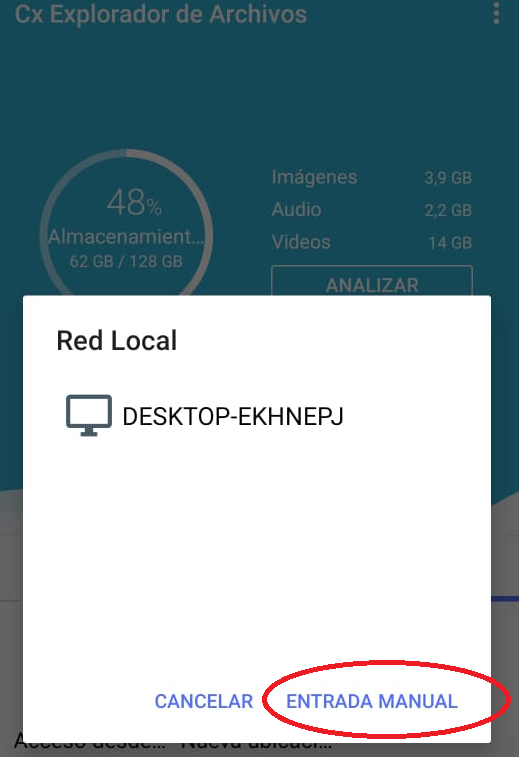 Cx Explorador de Archivos
48%
Almacenamient...
62 GB / 128 GB
Imágenes 3,9 GB
Audio 2,2 GB
Videos 14 GB
ANALIZAR
Red Local
DESKTOP-EKHNEPJ
CANCELAR ENTRADA MANUAL
Acceso desde... Nueva ubicaci...